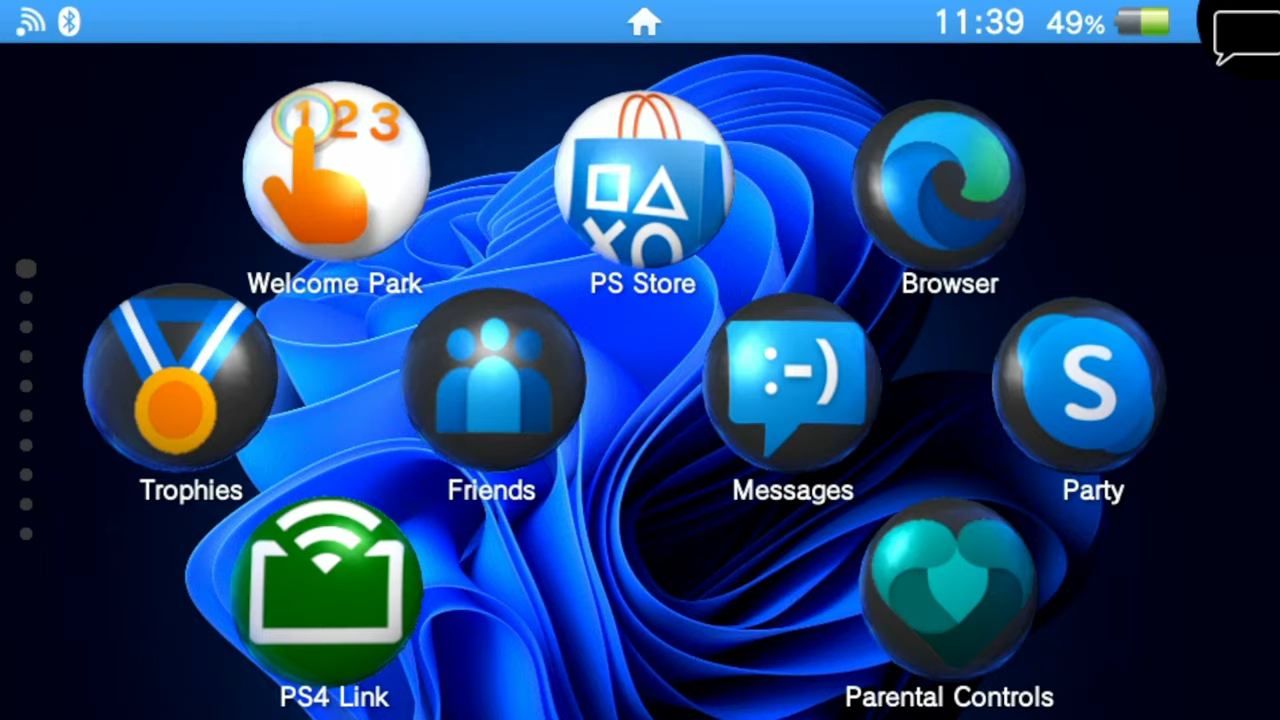 11:39 49%
123
Welcome Park PS Store Browser
:-)
S
Trophies Friends Messages Party
PS4 Link Parental Controls